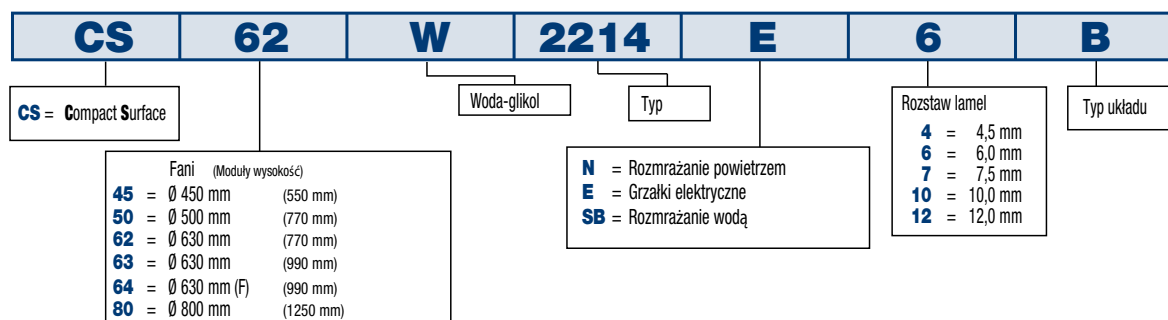 CS 62 W 2214 E 6 B
CS = Compact Surface
Fani (Moduły wysokość)
45 = Ø 450 mm (550 mm)
50 = Ø 500 mm (770 mm)
62 = Ø 630 mm (770 mm)
63 = Ø 630 mm (990 mm)
64 = Ø 630 mm (F) (990 mm)
80 = Ø 800 mm (1250 mm)
Woda-glikol
Typ
N = Rozmrażanie powietrzem
E = Grzałki elektryczne
SB = Rozmrażanie wodą
Rozstaw lamel
4 = 4,5 mm
6 = 6,0 mm
7 = 7,5 mm
10 = 10,0 mm
12 = 12,0 mm
Typ układu